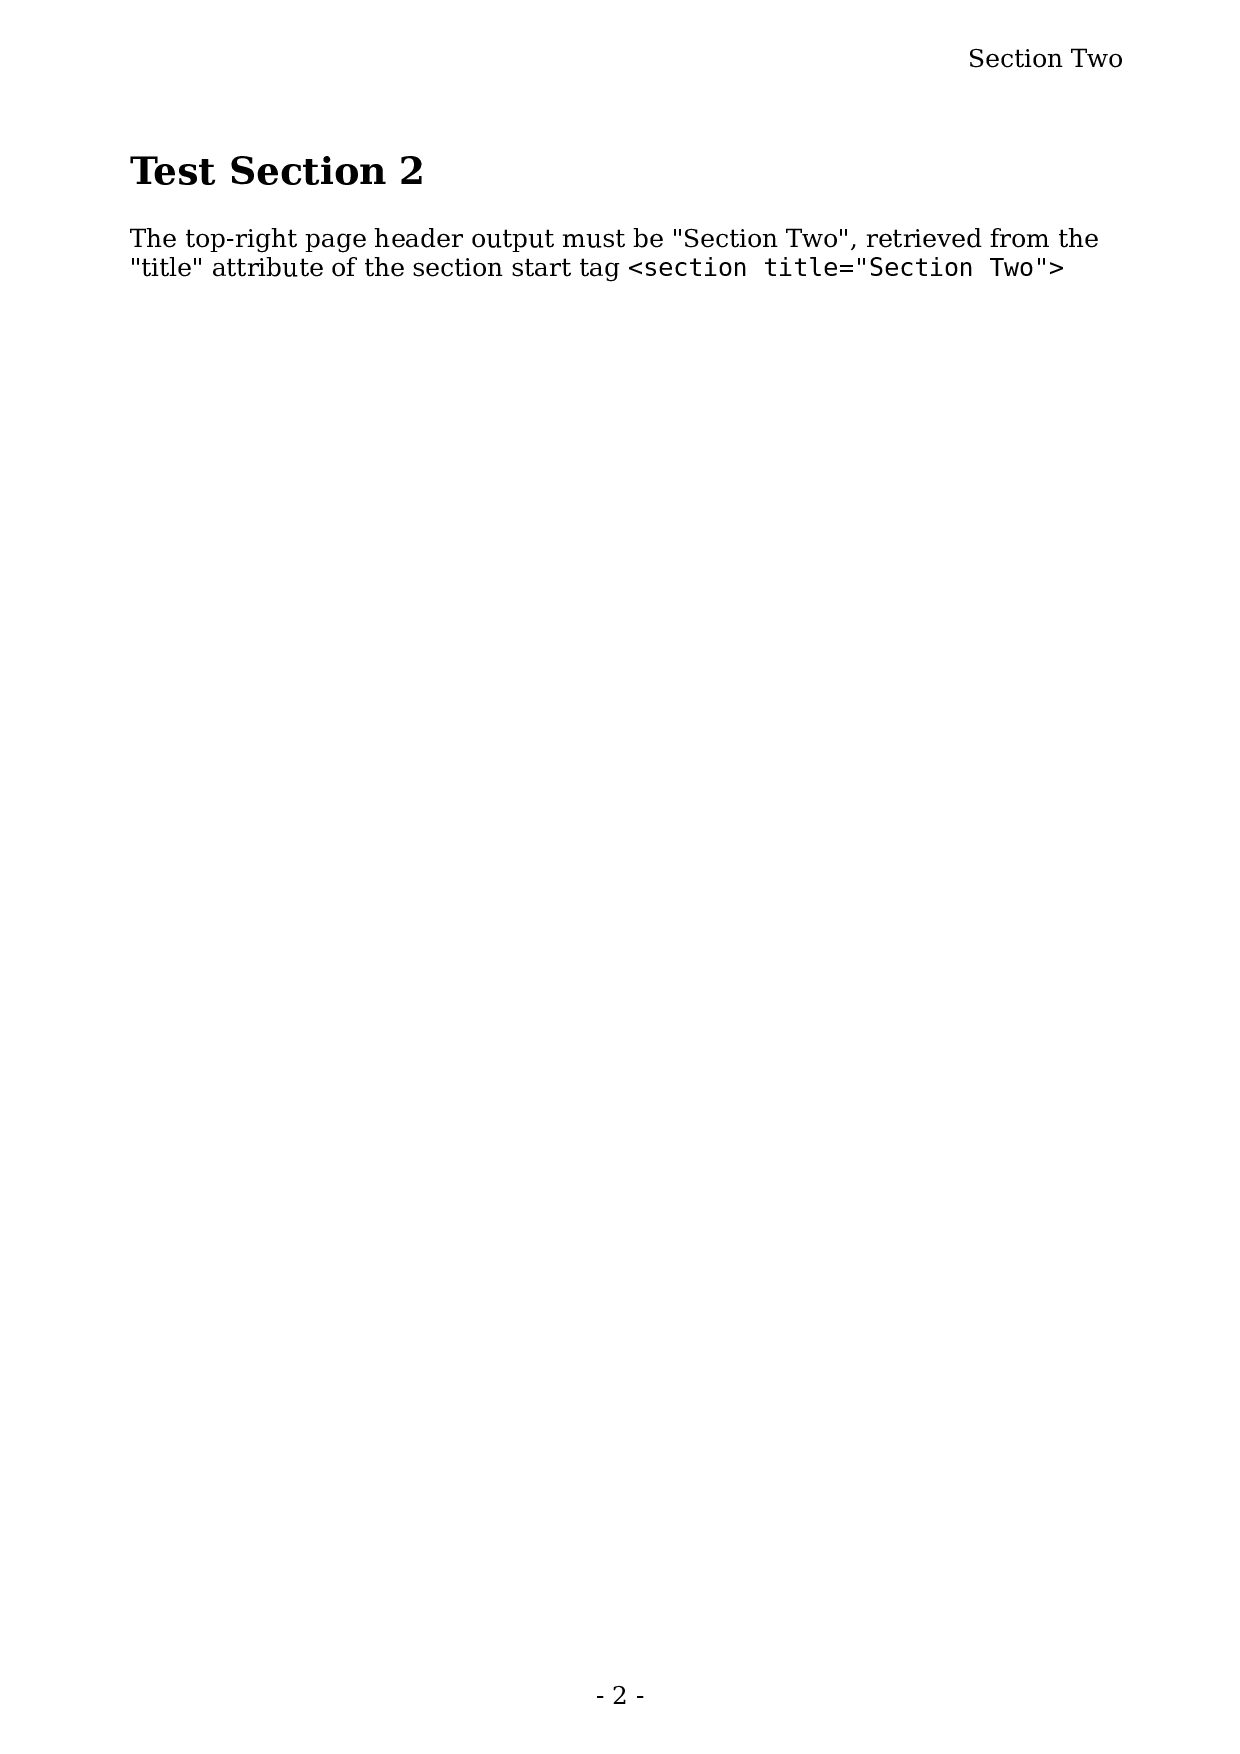 Section Two
Test Section 2
The top-right page header output must be "Section Two", retrieved from the
"title" attribute of the section start tag <section title="Section Two">
- 2 -